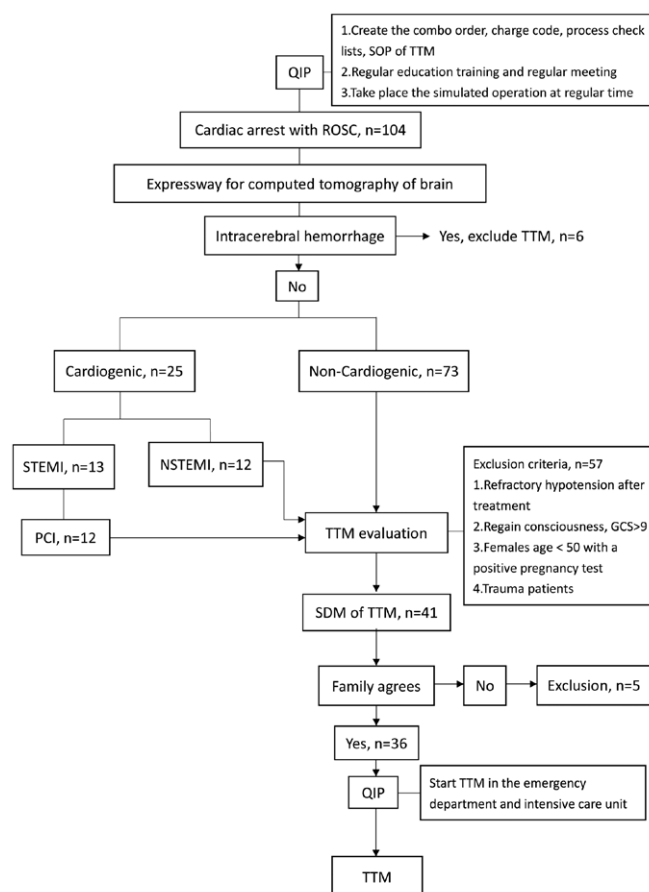 1.Create the combo order, charge code, process check
lists, SOP of TTM
2.Regular education training and regular meeting
3.Take place the simulated operation at regular time
QIP
Cardiac arrest with ROSC, n=104
Expressway for computed tomography of brain
Intracerebral hemorrhage
Yes, exclude TTM, n=6
No
Cardiogenic, n=25
Non-Cardiogenic, n=73
STEMI, n=13
NSTEMI, n=12
PCI, n=12
TTM evaluation
Exclusion criteria, n=57
1.Refractory hypotension after
treatment
2.Regain consciousness, GCS>9
3.Females age < 50 with a
positive pregnancy test
4.Trauma patients
SDM of TTM, n=41
Family agrees
No
Exclusion, n=5
Yes, n=36
QIP
Start TTM in the emergency
department and intensive care unit
TTM